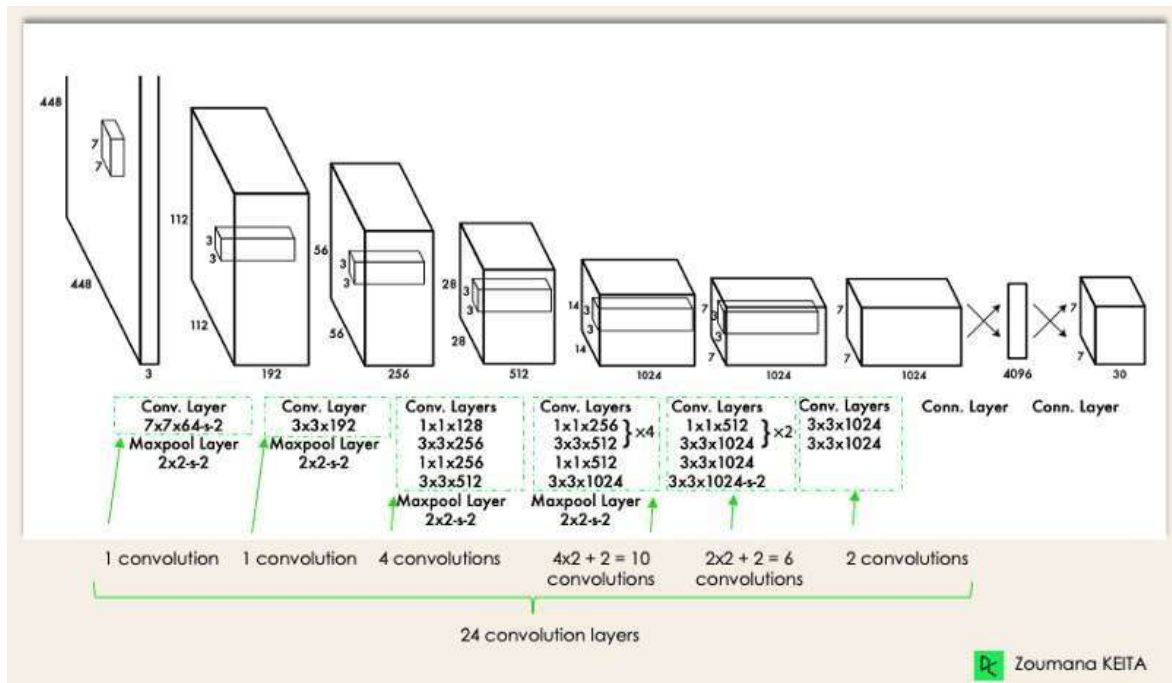 448
7
7
448
3
112
3
3
112
192
56
3
3
56
256
28
3
3
28
512
14
3
3
14
1024
7
3
3
7
1024
7
7
1024
4096
7
7
30
Conv. Layer
7x7x64-s-2
Maxpool Layer
2x2-s-2
Conv. Layer
3x3x192
Maxpool Layer
2x2-s-2
Conv. Layers
1x1x128
3x3x256
1x1x256
3x3x512
Maxpool Layer
2x2-s-2
Conv. Layers
1x1x256
3x3x512
}×4
1x1x512
3x3x1024
Maxpool Layer
2x2-s-2
Conv. Layers
1x1x512
3x3x1024
}×2
3x3x1024
3x3x1024-s-2
Conv. Layers
3x3x1024
3x3x1024
Conn. Layer
Conn. Layer
1 convolution
1 convolution
4 convolutions
4x2 + 2 = 10
convolutions
2x2 + 2 = 6
convolutions
2 convolutions
24 convolution layers
Zoumana KEITA